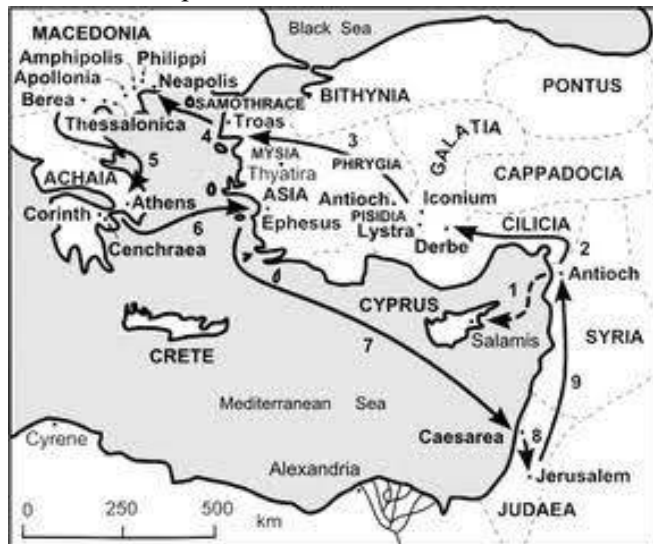 MACEDONIA
Black Sea
Amphipolis
Philippi
Apollonia
Neapolis
Berea
SAMOTHRACE
BITHYNIA
PONTUS
Thessalonica
4
Troas
3
GALATIA
MYSIA
PHRYGIA
5
Thyatira
CAPPADOCIA
ACHAIA
ASIA
Antioch
Iconium
Athens
PISIDIA
CILICIA
Corinth
6
Ephesus
Lystra
Derbe
2
Cenchraea
Antioch
1
CYPRUS
Salamis
SYRIA
CRETE
7
9
Mediterranean Sea
Cyrene
Caesarea
8
Alexandria
Jerusalem
0 250 500
km
JUDAEA